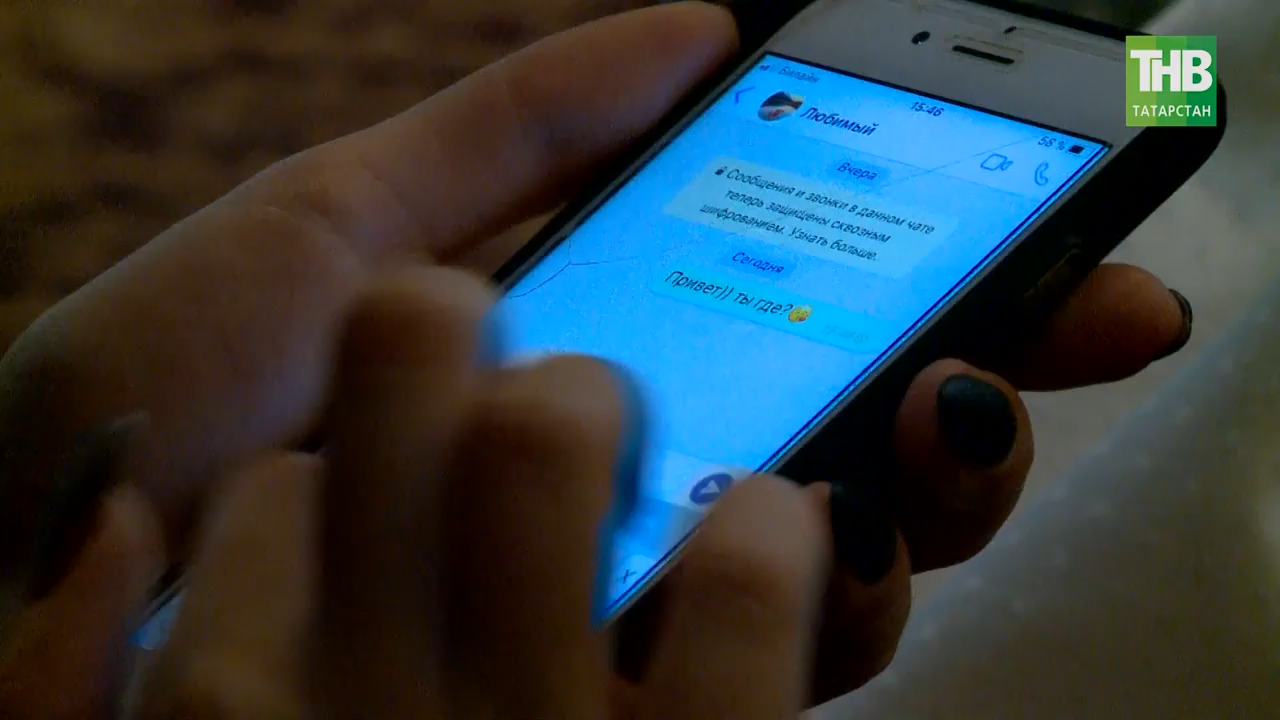 ТНВ
ТАТАРСТАН
Билайн
15:46
58 %
Любимый
Вчера
Сообщения и звонки в данном чате
теперь защищены сквозным
шифрованием. Узнать больше.
Сегодня
Привет)) ты где?